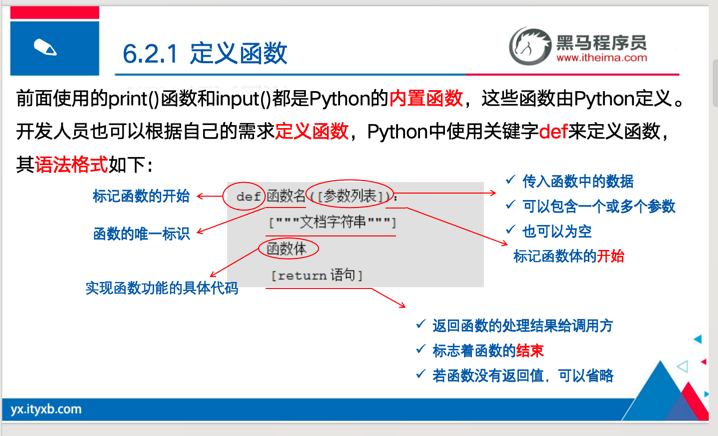 6.2.1 定义函数
黑马程序员
www.itheima.com
前面使用的print()函数和input()都是Python的内置函数，这些函数由Python定义。
开发人员也可以根据自己的需求定义函数，Python中使用关键字def来定义函数，
其语法格式如下：
标记函数的开始
def 函数名([参数列表]):
["""文档字符串"""]
函数体
[return 语句]
函数的唯一标识
实现函数功能的具体代码
✓ 传入函数中的数据
✓ 可以包含一个或多个参数
✓ 也可以为空
标记函数体的开始
✓ 返回函数的处理结果给调用方
✓ 标志着函数的结束
✓ 若函数没有返回值，可以省略
yx.ityxb.com